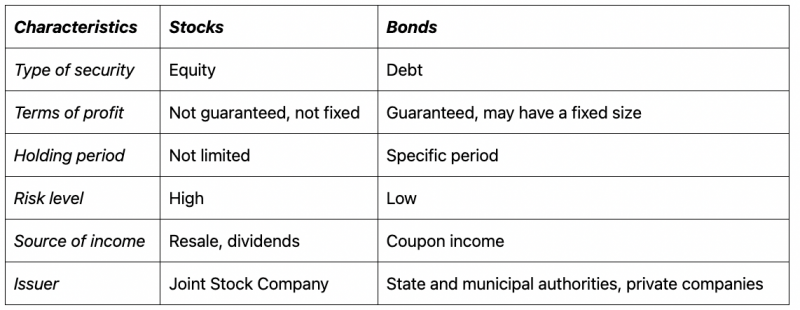 Characteristics Stocks Bonds
Type of security Equity Debt
Terms of profit Not guaranteed, not fixed Guaranteed, may have a fixed size
Holding period Not limited Specific period
Risk level High Low
Source of income Resale, dividends Coupon income
Issuer Joint Stock Company State and municipal authorities, private companies